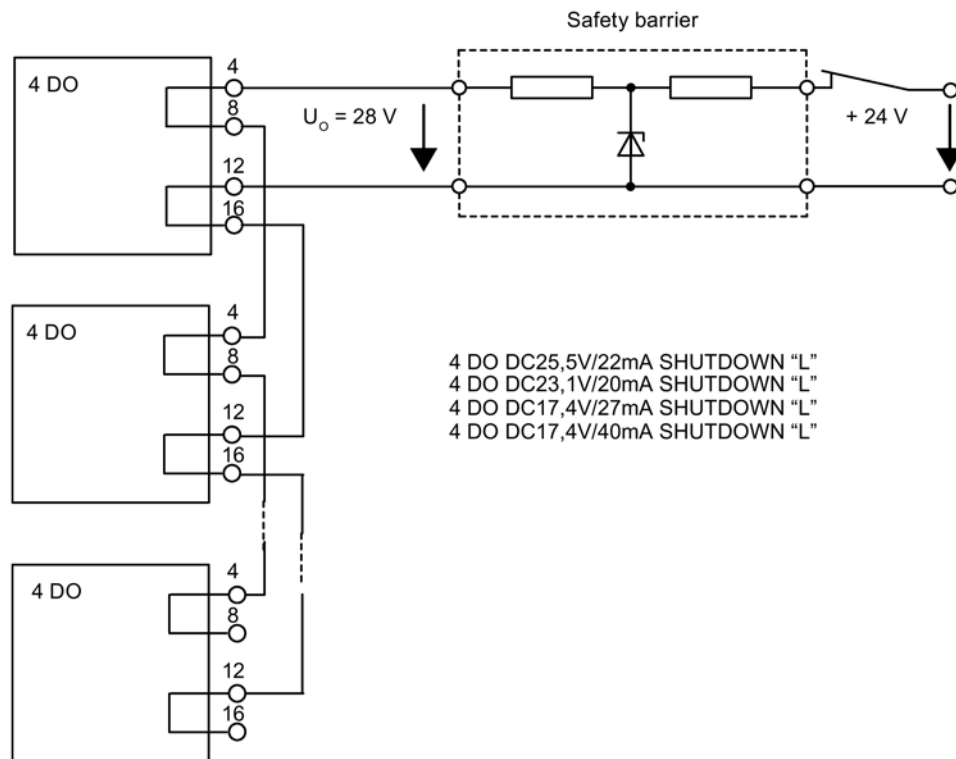 Safety barrier
4 DO
4
8
12
16
U₀ = 28 V
+ 24 V
4 DO
4
8
12
16
4 DO DC25,5V/22mA SHUTDOWN “L”
4 DO DC23,1V/20mA SHUTDOWN “L”
4 DO DC17,4V/27mA SHUTDOWN “L”
4 DO DC17,4V/40mA SHUTDOWN “L”
4 DO
4
8
12
16